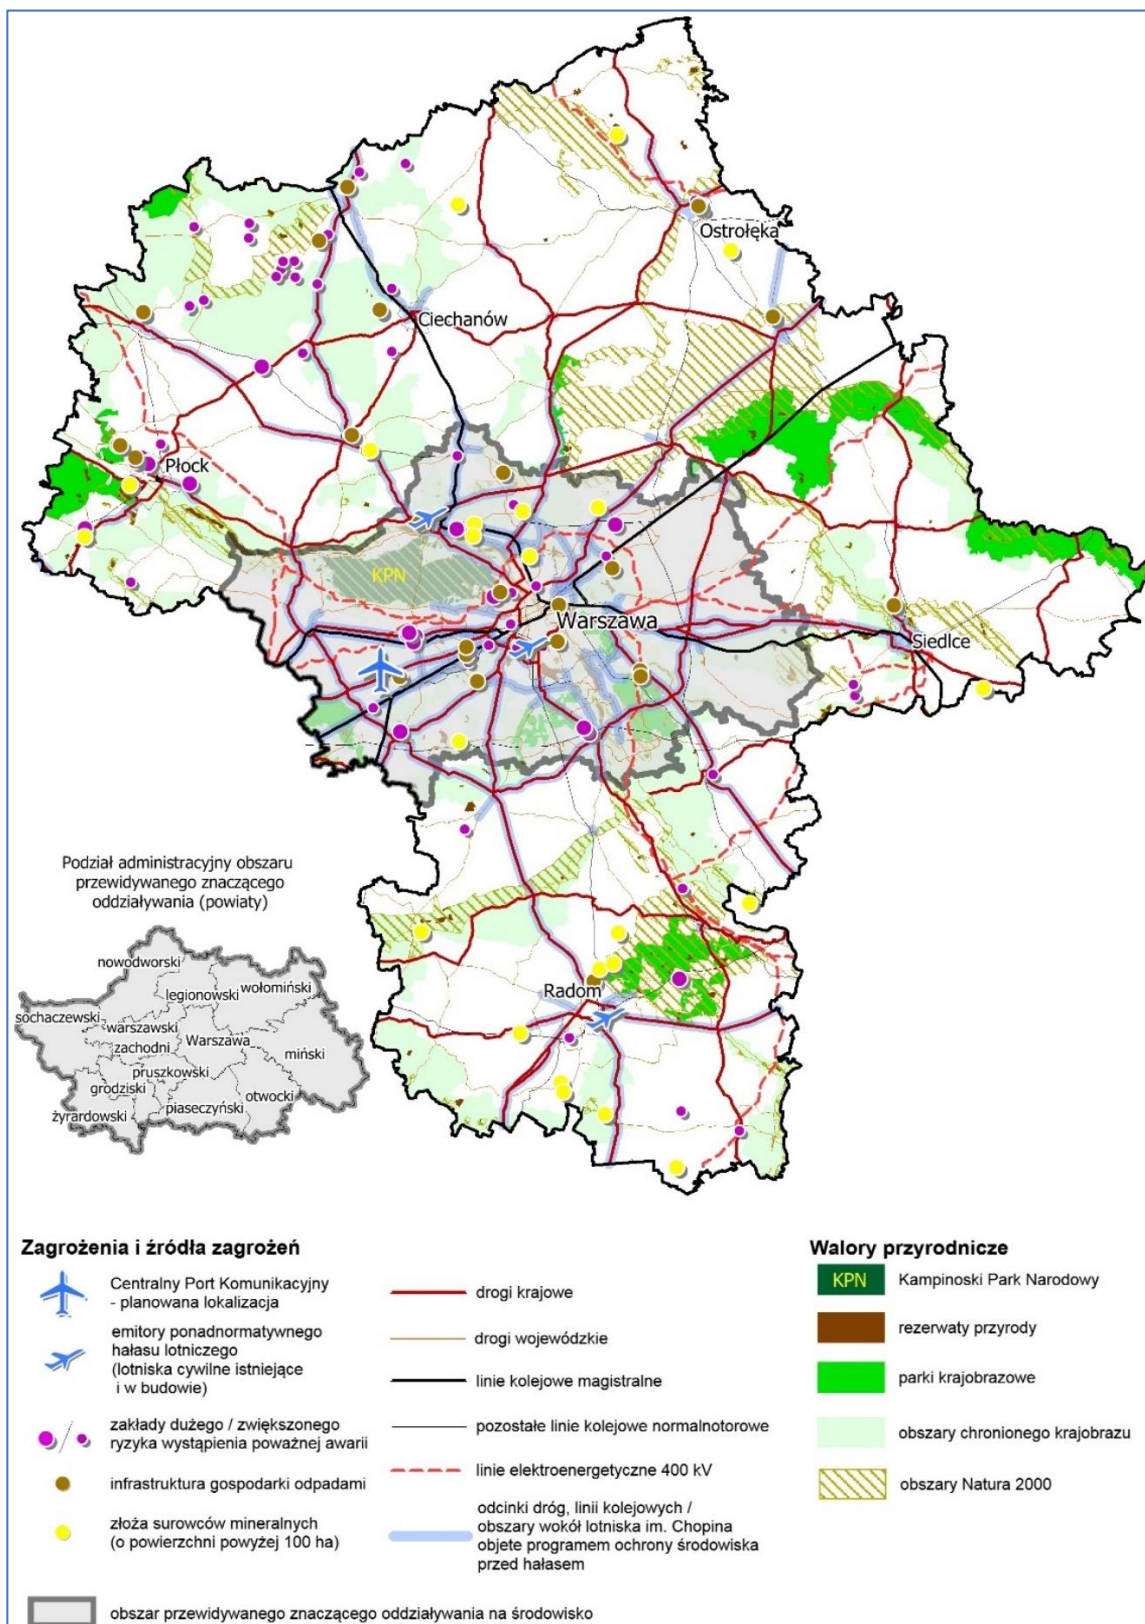 Ostrołęka
Ciechanów
Płock
KPN
Warszawa
Siedlce
Radom
Podział administracyjny obszaru
przewidywanego znaczącego
oddziaływania (powiaty)
nowodworski
wołomiński
legionowski
sochaczewski
warszawski
zachodni
Warszawa
miński
pruszkowski
grodziski
otwocki
piaseczyński
żyrardowski
Zagrożenia i źródła zagrożeń
Centralny Port Komunikacyjny
- planowana lokalizacja
emitory ponadnormatywnego
hałasu lotniczego
(lotniska cywilne istniejące
i w budowie)
zakłady dużego / zwiększonego
ryzyka wystąpienia poważnej awarii
infrastruktura gospodarki odpadami
złoża surowców mineralnych
(o powierzchni powyżej 100 ha)
obszar przewidywanego znaczącego oddziaływania na środowisko
drogi krajowe
drogi wojewódzkie
linie kolejowe magistralne
pozostałe linie kolejowe normalnotorowe
linie elektroenergetyczne 400 kV
odcinki dróg, linii kolejowych /
obszary wokół lotniska im. Chopina
objete programem ochrony środowiska
przed hałasem
Walory przyrodnicze
KPN
Kampinoski Park Narodowy
rezerwaty przyrody
parki krajobrazowe
obszary chronionego krajobrazu
obszary Natura 2000